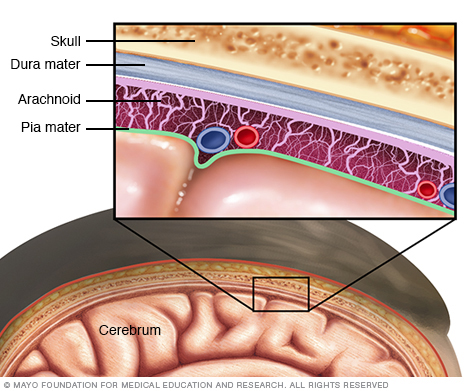 Skull
Dura mater
Arachnoid
Pia mater
Cerebrum
© MAYO FOUNDATION FOR MEDICAL EDUCATION AND RESEARCH. ALL RIGHTS RESERVED